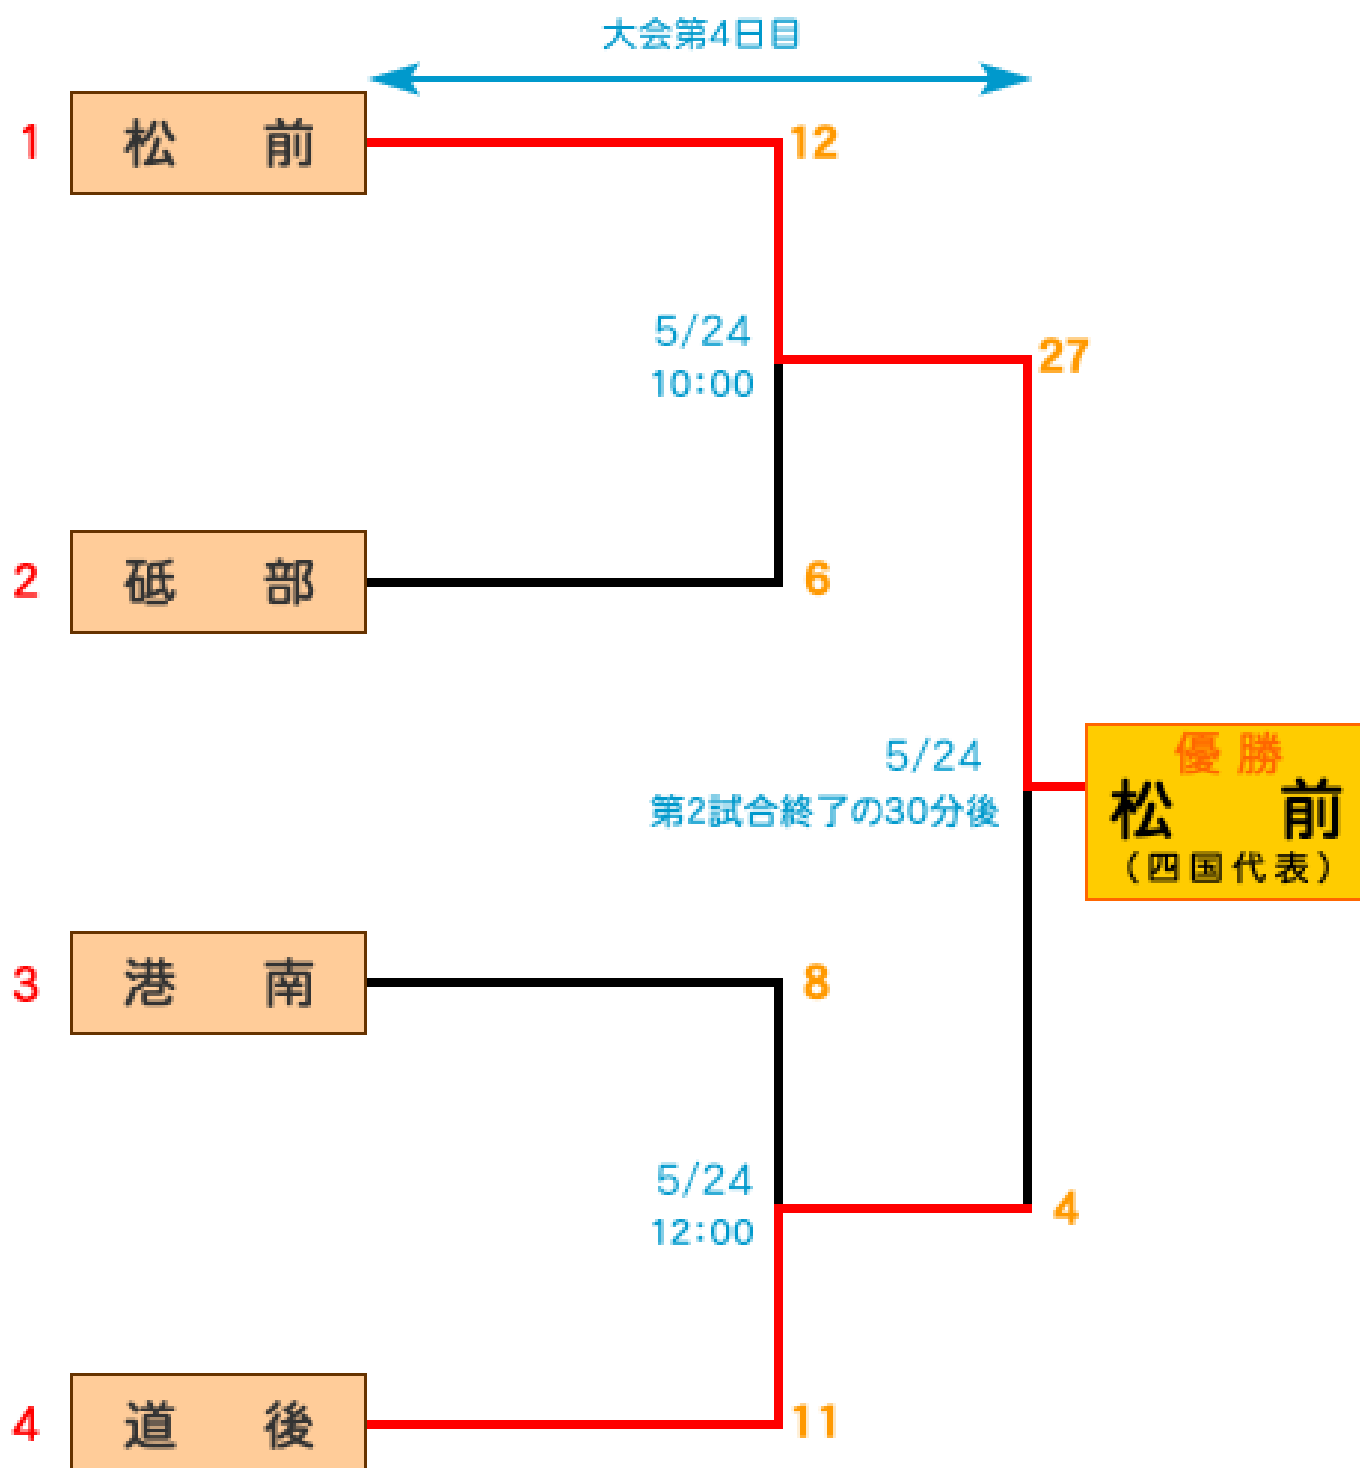 大会第4日目
1 松前 12
5/24
10:00
27
2 砥部 6
5/24
第2試合終了の30分後
優勝
松前
(四国代表)
3 港南 8
5/24
12:00
4
4 道後 11